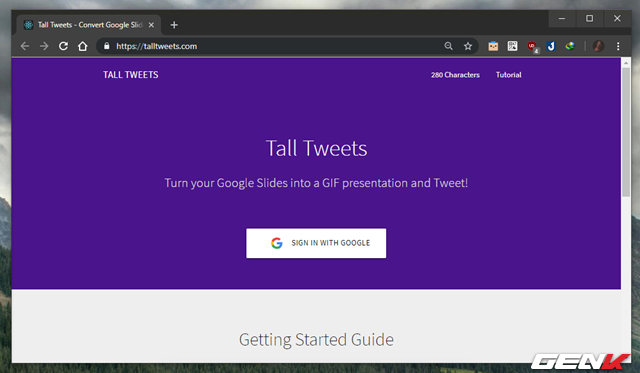 Tall Tweets - Convert Google Slid
https://talltweets.com
4
TALL TWEETS
280 Characters
Tutorial
Tall Tweets
Turn your Google Slides into a GIF presentation and Tweet!
SIGN IN WITH GOOGLE
Getting Started Guide
GENK